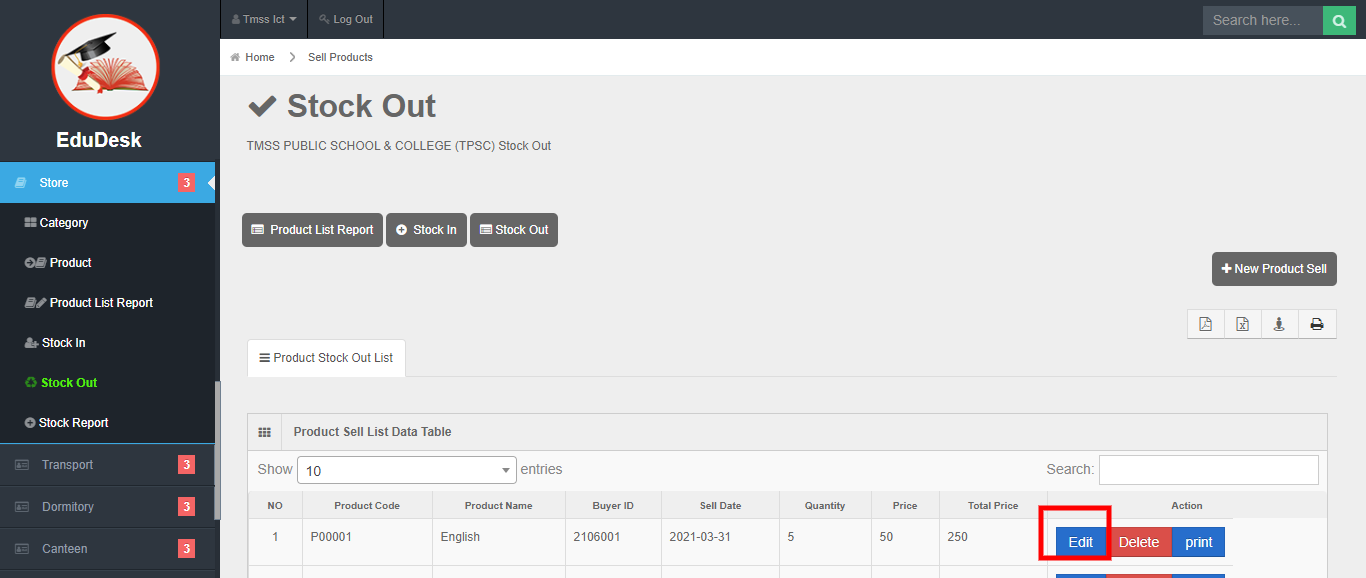 Tmss Ict
Log Out
Search here...
EduDesk
Home
Sell Products
Stock Out
TMSS PUBLIC SCHOOL & COLLEGE (TPSC) Stock Out
Store 3
Category
Product
Product List Report
Stock In
Stock Out
Stock Report
Transport 3
Dormitory 3
Canteen 3
Product List Report
Stock In
Stock Out
New Product Sell
Product Stock Out List
Product Sell List Data Table
Show 10 entries
Search:
NO Product Code Product Name Buyer ID Sell Date Quantity Price Total Price Action
1 P00001 English 2106001 2021-03-31 5 50 250 Edit Delete print